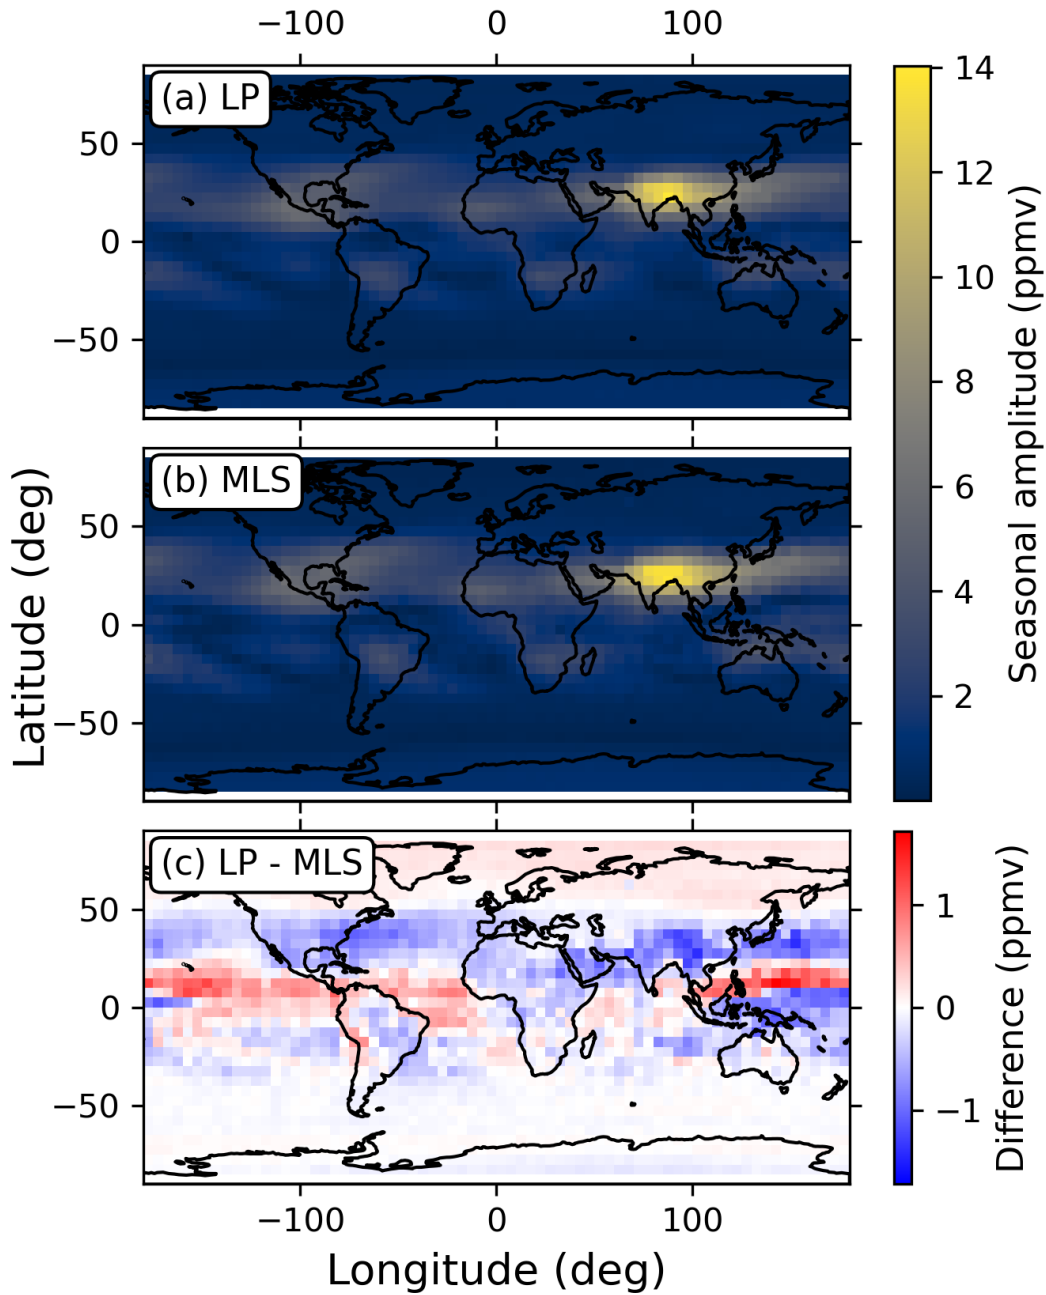 −100 0 100
(a) LP
50
0
−50
(b) MLS
50
0
−50
(c) LP - MLS
50
0
−50
−100 0 100
Longitude (deg)
Latitude (deg)
14
12
10
8
6
4
2
Seasonal amplitude (ppmv)
1
0
−1
Difference (ppmv)